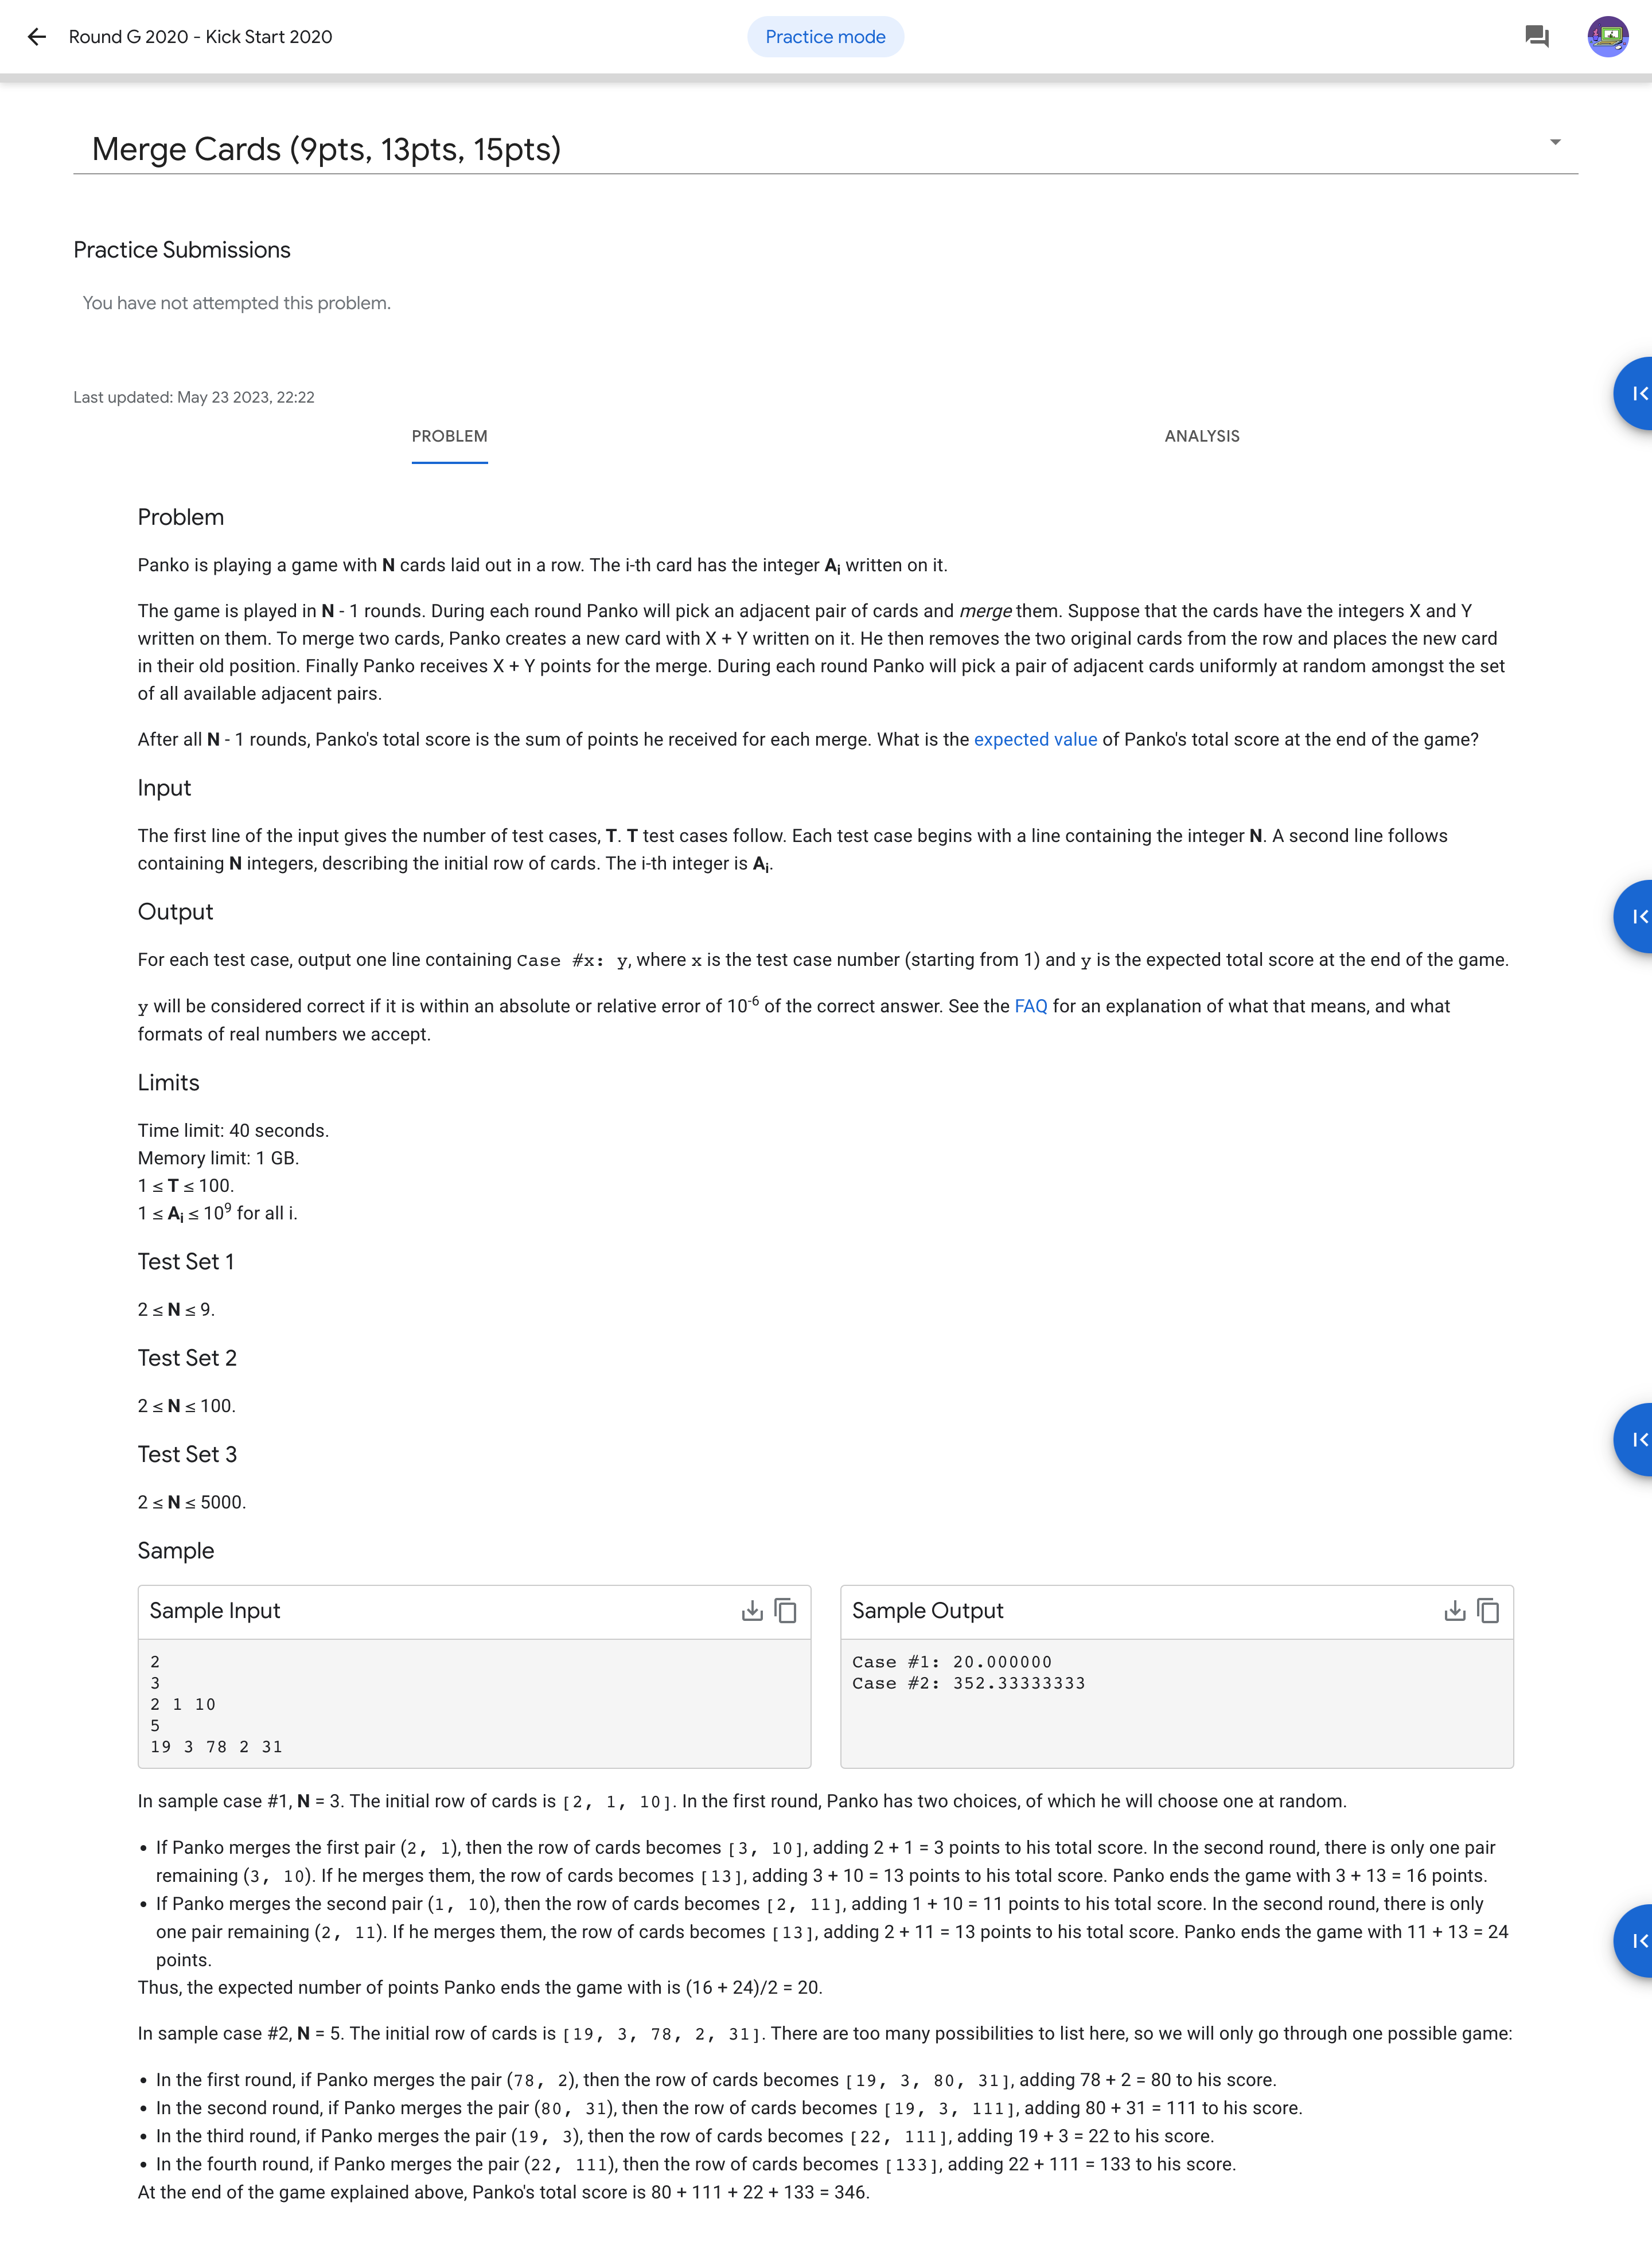 Round G 2020 - Kick Start 2020
Practice mode
Merge Cards (9pts, 13pts, 15pts)
Practice Submissions
You have not attempted this problem.
Last updated: May 23 2023, 22:22
PROBLEM
ANALYSIS
Problem
Panko is playing a game with N cards laid out in a row. The i-th card has the integer Ai written on it.
The game is played in N - 1 rounds. During each round Panko will pick an adjacent pair of cards and merge them. Suppose that the cards have the integers X and Y
written on them. To merge two cards, Panko creates a new card with X + Y written on it. He then removes the two original cards from the row and places the new card
in their old position. Finally Panko receives X + Y points for the merge. During each round Panko will pick a pair of adjacent cards uniformly at random amongst the set
of all available adjacent pairs.
After all N - 1 rounds, Panko's total score is the sum of points he received for each merge. What is the expected value of Panko's total score at the end of the game?
Input
The first line of the input gives the number of test cases, T. T test cases follow. Each test case begins with a line containing the integer N. A second line follows
containing N integers, describing the initial row of cards. The i-th integer is Ai.
Output
For each test case, output one line containing Case #x: y, where x is the test case number (starting from 1) and y is the expected total score at the end of the game.
y will be considered correct if it is within an absolute or relative error of 10-6 of the correct answer. See the FAQ for an explanation of what that means, and what
formats of real numbers we accept.
Limits
Time limit: 40 seconds.
Memory limit: 1 GB.
1 ≤ T ≤ 100.
1 ≤ Ai ≤ 109 for all i.
Test Set 1
2 ≤ N ≤ 9.
Test Set 2
2 ≤ N ≤ 100.
Test Set 3
2 ≤ N ≤ 5000.
Sample
Sample Input
2
3
2 1 10
5
19 3 78 2 31
Sample Output
Case #1: 20.000000
Case #2: 352.33333333
In sample case #1, N = 3. The initial row of cards is [2, 1, 10]. In the first round, Panko has two choices, of which he will choose one at random.
• If Panko merges the first pair (2, 1), then the row of cards becomes [3, 10], adding 2 + 1 = 3 points to his total score. In the second round, there is only one pair
remaining (3, 10). If he merges them, the row of cards becomes [13], adding 3 + 10 = 13 points to his total score. Panko ends the game with 3 + 13 = 16 points.
• If Panko merges the second pair (1, 10), then the row of cards becomes [2, 11], adding 1 + 10 = 11 points to his total score. In the second round, there is only
one pair remaining (2, 11). If he merges them, the row of cards becomes [13], adding 2 + 11 = 13 points to his total score. Panko ends the game with 11 + 13 = 24
points.
Thus, the expected number of points Panko ends the game with is (16 + 24)/2 = 20.
In sample case #2, N = 5. The initial row of cards is [19, 3, 78, 2, 31]. There are too many possibilities to list here, so we will only go through one possible game:
• In the first round, if Panko merges the pair (78, 2), then the row of cards becomes [19, 3, 80, 31], adding 78 + 2 = 80 to his score.
• In the second round, if Panko merges the pair (80, 31), then the row of cards becomes [19, 3, 111], adding 80 + 31 = 111 to his score.
• In the third round, if Panko merges the pair (19, 3), then the row of cards becomes [22, 111], adding 19 + 3 = 22 to his score.
• In the fourth round, if Panko merges the pair (22, 111), then the row of cards becomes [133], adding 22 + 111 = 133 to his score.
At the end of the game explained above, Panko's total score is 80 + 111 + 22 + 133 = 346.